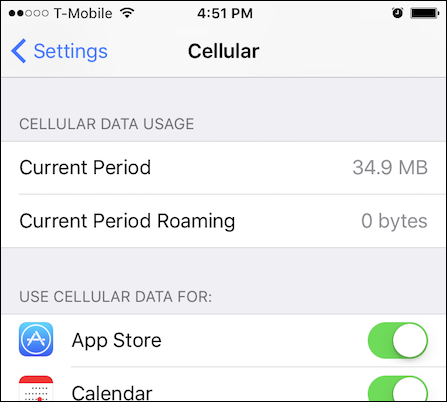 T-Mobile 4:51 PM
Settings Cellular
CELLULAR DATA USAGE
Current Period 34.9 MB
Current Period Roaming 0 bytes
USE CELLULAR DATA FOR:
App Store
Calendar